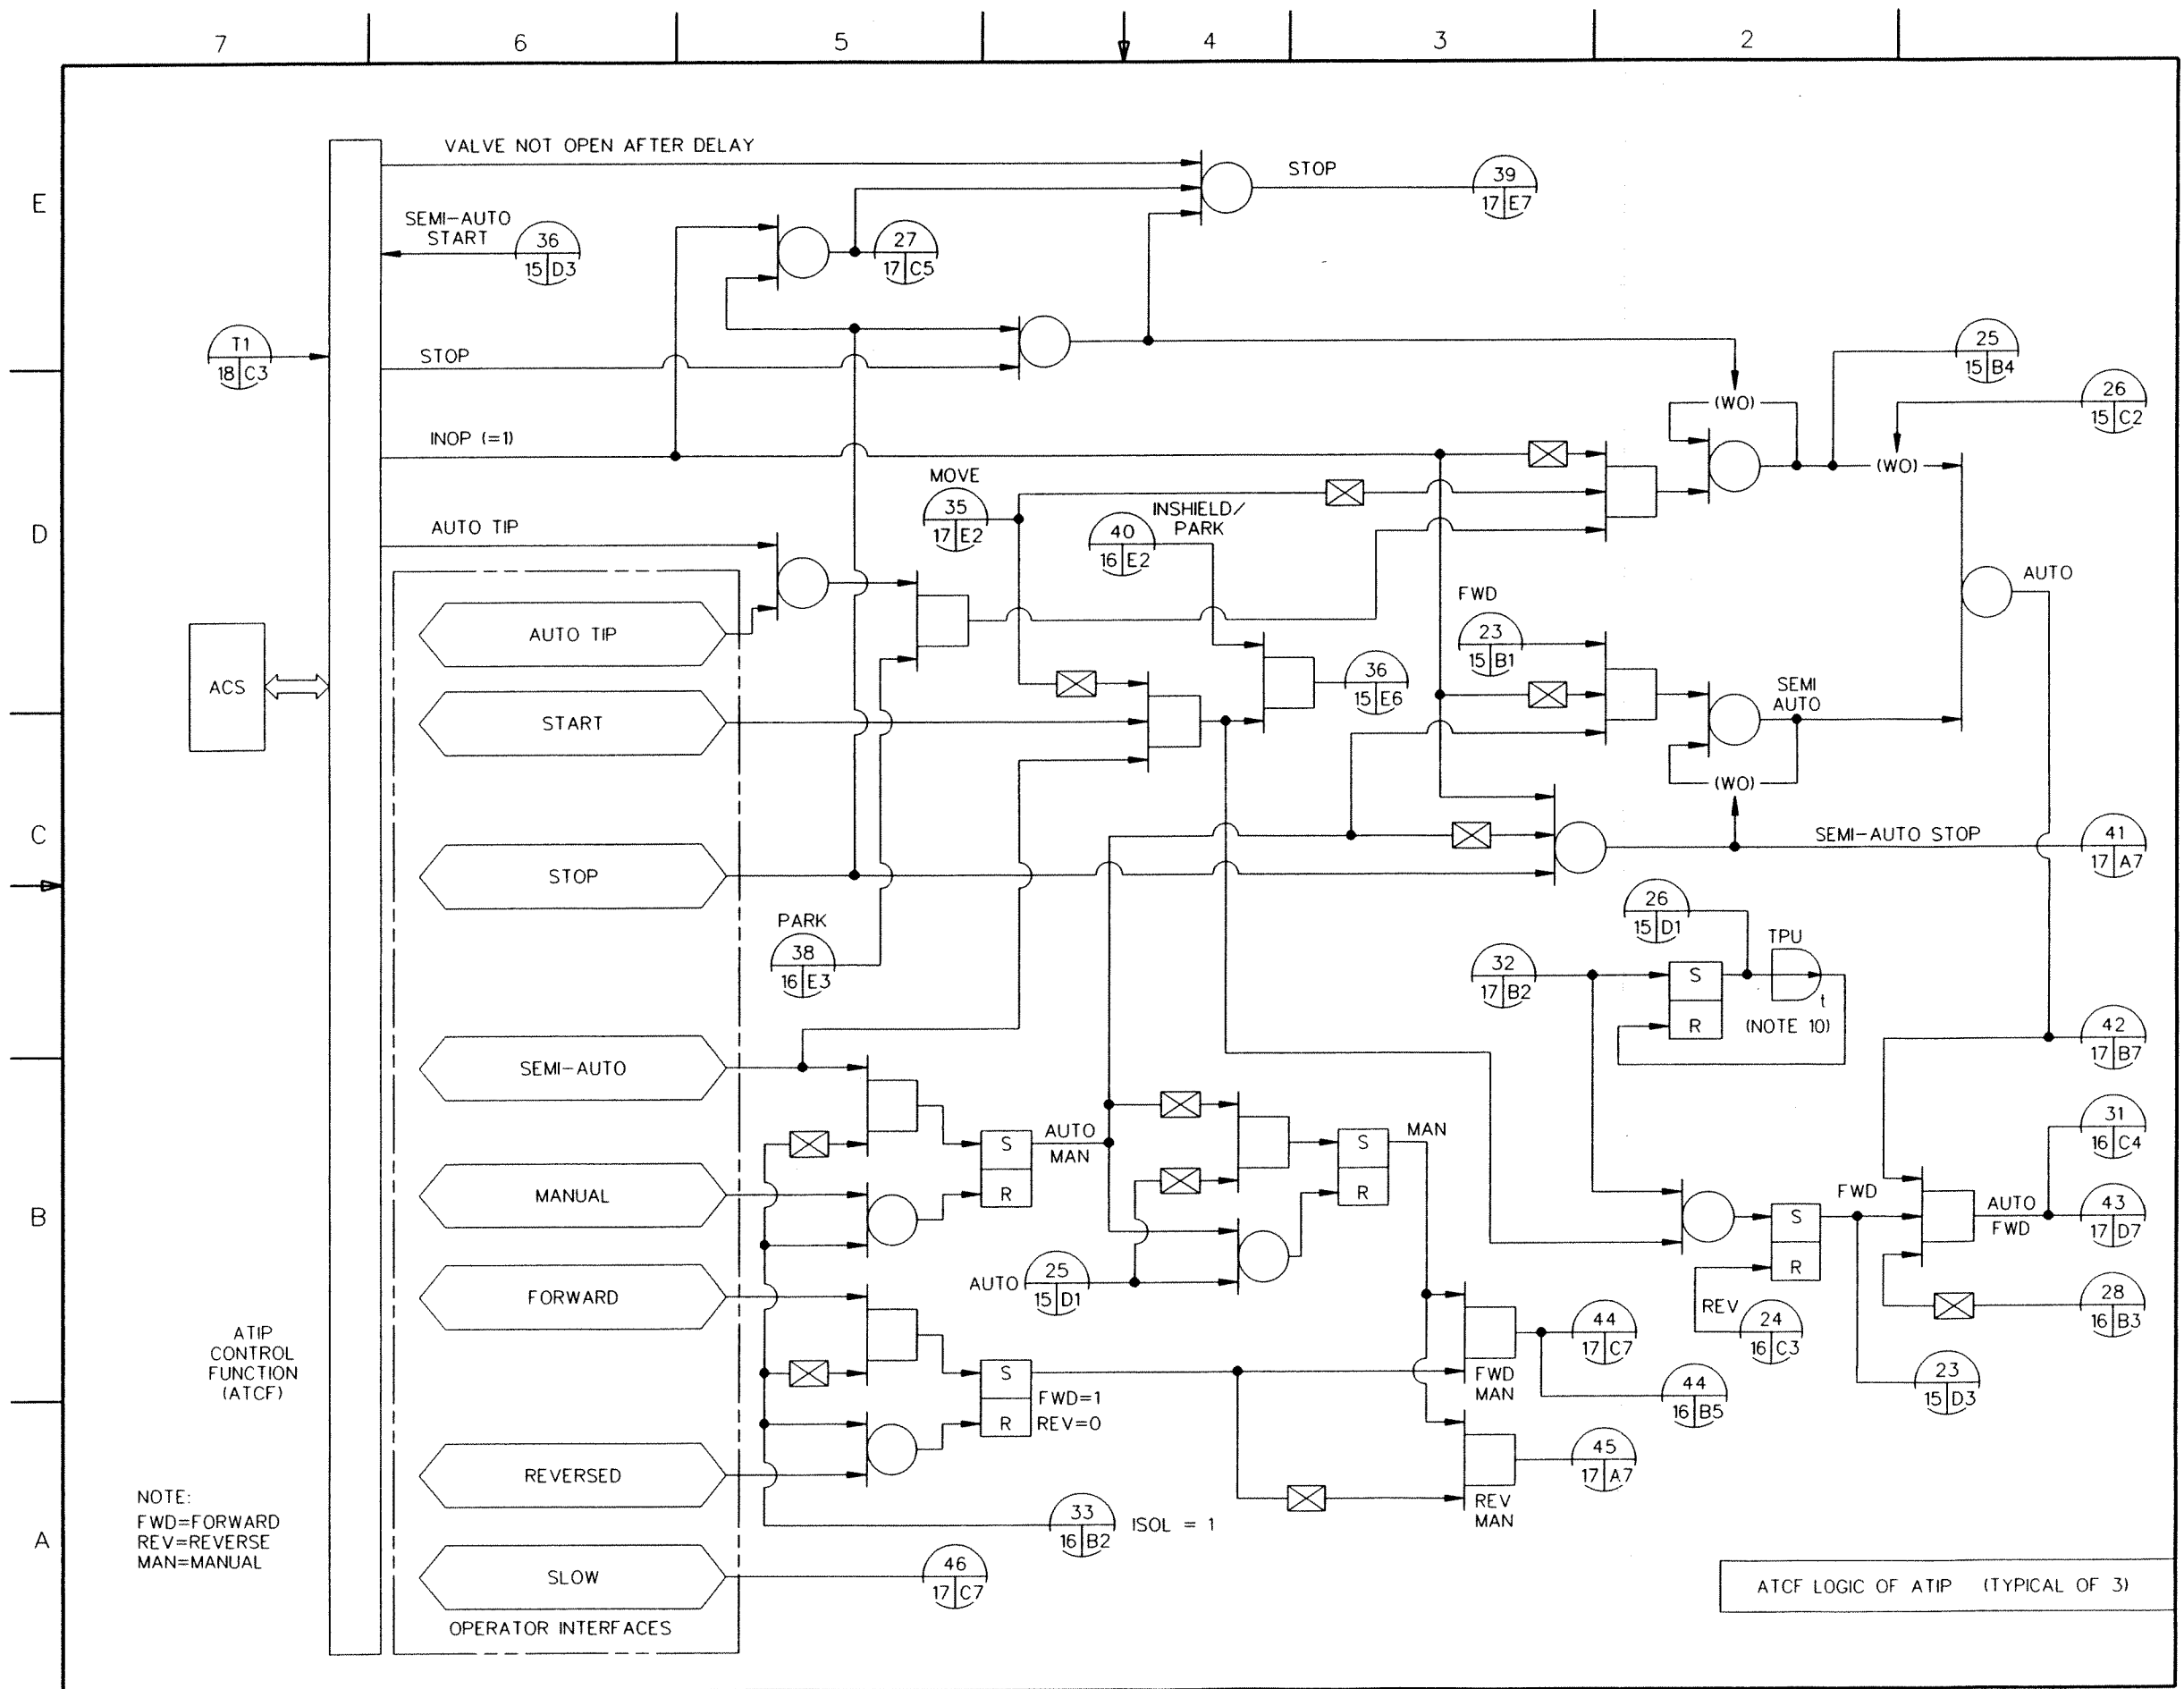 7
6
5
4
3
2
E
D
C
B
A
VALVE NOT OPEN AFTER DELAY
STOP
39
17 E7
SEMI-AUTO
START
36
15 D3
27
17 C5
T1
18 C3
STOP
25
15 B4
26
15 C2
(WO)
(WO)
INOP (=1)
MOVE
35
17 E2
INSHIELD/
PARK
40
16 E2
AUTO TIP
AUTO
FWD
23
15 B1
AUTO TIP
ACS
36
15 E6
SEMI
AUTO
START
(WO)
SEMI-AUTO STOP
41
17 A7
STOP
26
15 D1
PARK
38
16 E3
TPU
32
17 B2
S
R
t
(NOTE 10)
42
17 B7
SEMI-AUTO
31
16 C4
AUTO
MAN
S
R
S
R
MAN
MANUAL
FWD
S
R
AUTO
FWD
43
17 D7
AUTO
25
15 D1
FORWARD
REV
24
16 C3
28
16 B3
ATIP
CONTROL
FUNCTION
(ATCF)
44
17 C7
S
R
FWD=1
REV=0
FWD
MAN
44
16 B5
23
15 D3
REVERSED
45
17 A7
REV
MAN
NOTE:
FWD=FORWARD
REV=REVERSE
MAN=MANUAL
33
16 B2
ISOL = 1
SLOW
46
17 C7
OPERATOR INTERFACES
ATCF LOGIC OF ATIP (TYPICAL OF 3)